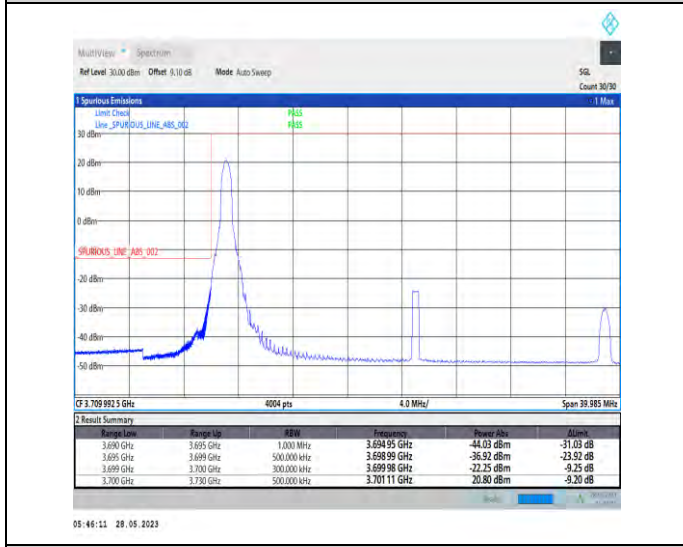 MultiView Spectrum
Ref Level 30.00 dBm Offset 9.10 dB Mode Auto Sweep SGL
Count 30/30
1 Spurious Emissions 1 Max
Limit Check PASS
Line _SPURIOUS_LINE_ABS_002 PASS
30 dBm
20 dBm
10 dBm
0 dBm
_SPURIOUS_LINE_ABS_002
-20 dBm
-30 dBm
-40 dBm
-50 dBm
CF 3.709 992 5 GHz 4004 pts 4.0 MHz/ Span 39.985 MHz
2 Result Summary
Range Low Range Up RBW Frequency Power Abs ΔLimit
3.690 GHz 3.695 GHz 1.000 MHz 3.694 95 GHz -44.03 dBm -31.03 dB
3.695 GHz 3.699 GHz 500.000 kHz 3.698 99 GHz -36.92 dBm -23.92 dB
3.699 GHz 3.700 GHz 300.000 kHz 3.699 98 GHz -22.25 dBm -9.25 dB
3.700 GHz 3.730 GHz 500.000 kHz 3.701 11 GHz 20.80 dBm -9.20 dB
05:46:11 28.05.2023